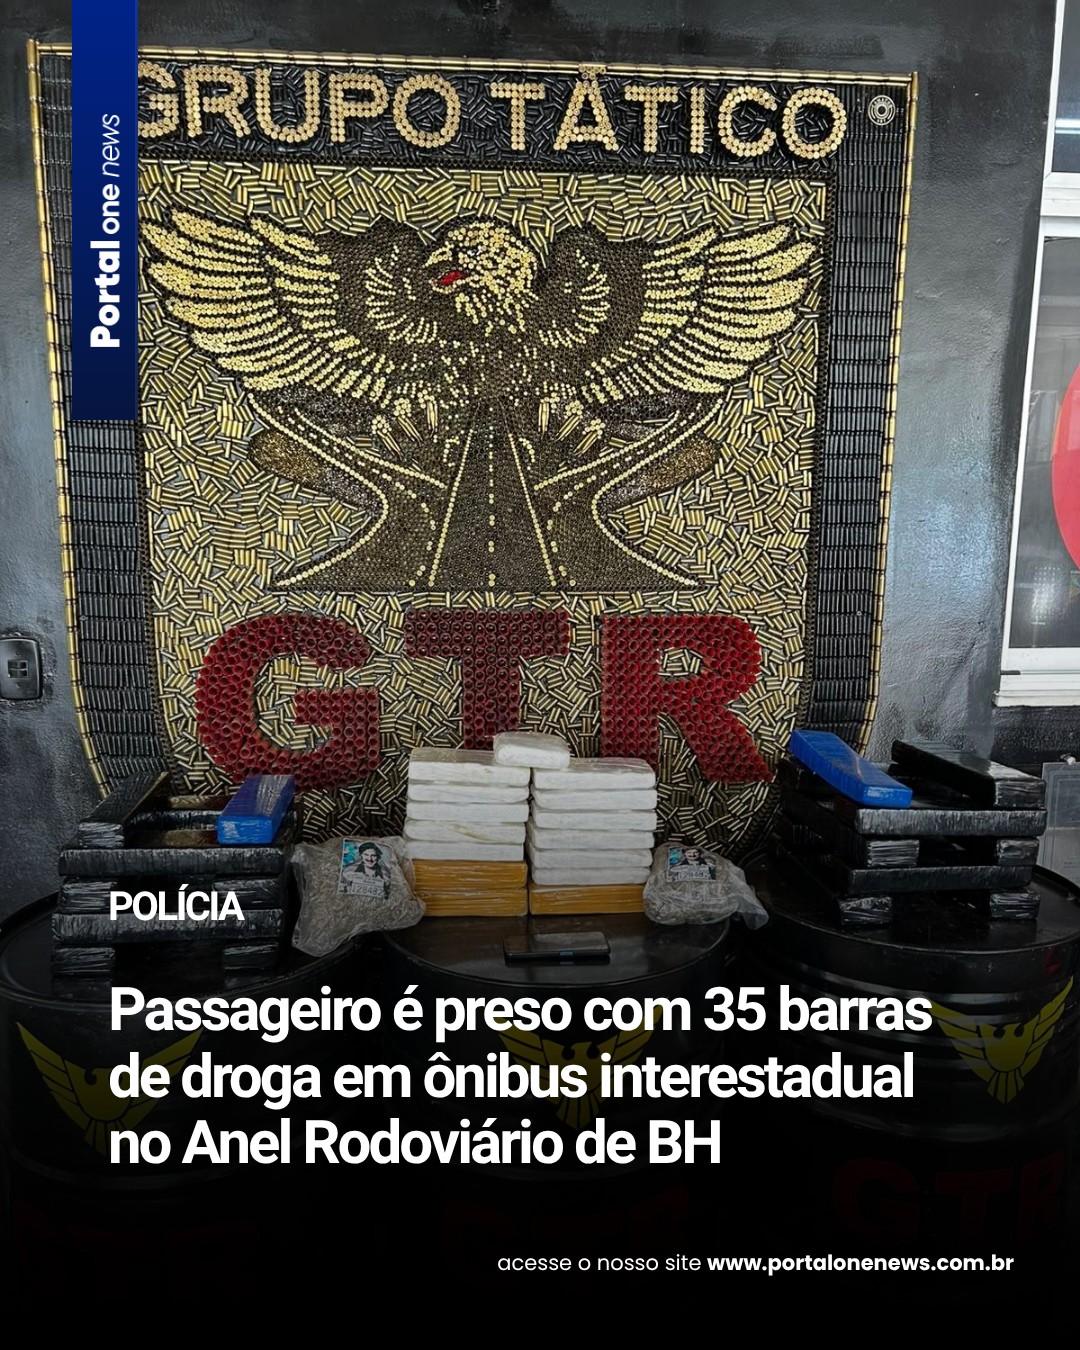 GRUPO TÁTICO
Portal one news
GTR
POLÍCIA
Passageiro é preso com 35 barras
de droga em ônibus interestadual
no Anel Rodoviário de BH
GTR
acesse o nosso site www.portalonenews.com.br